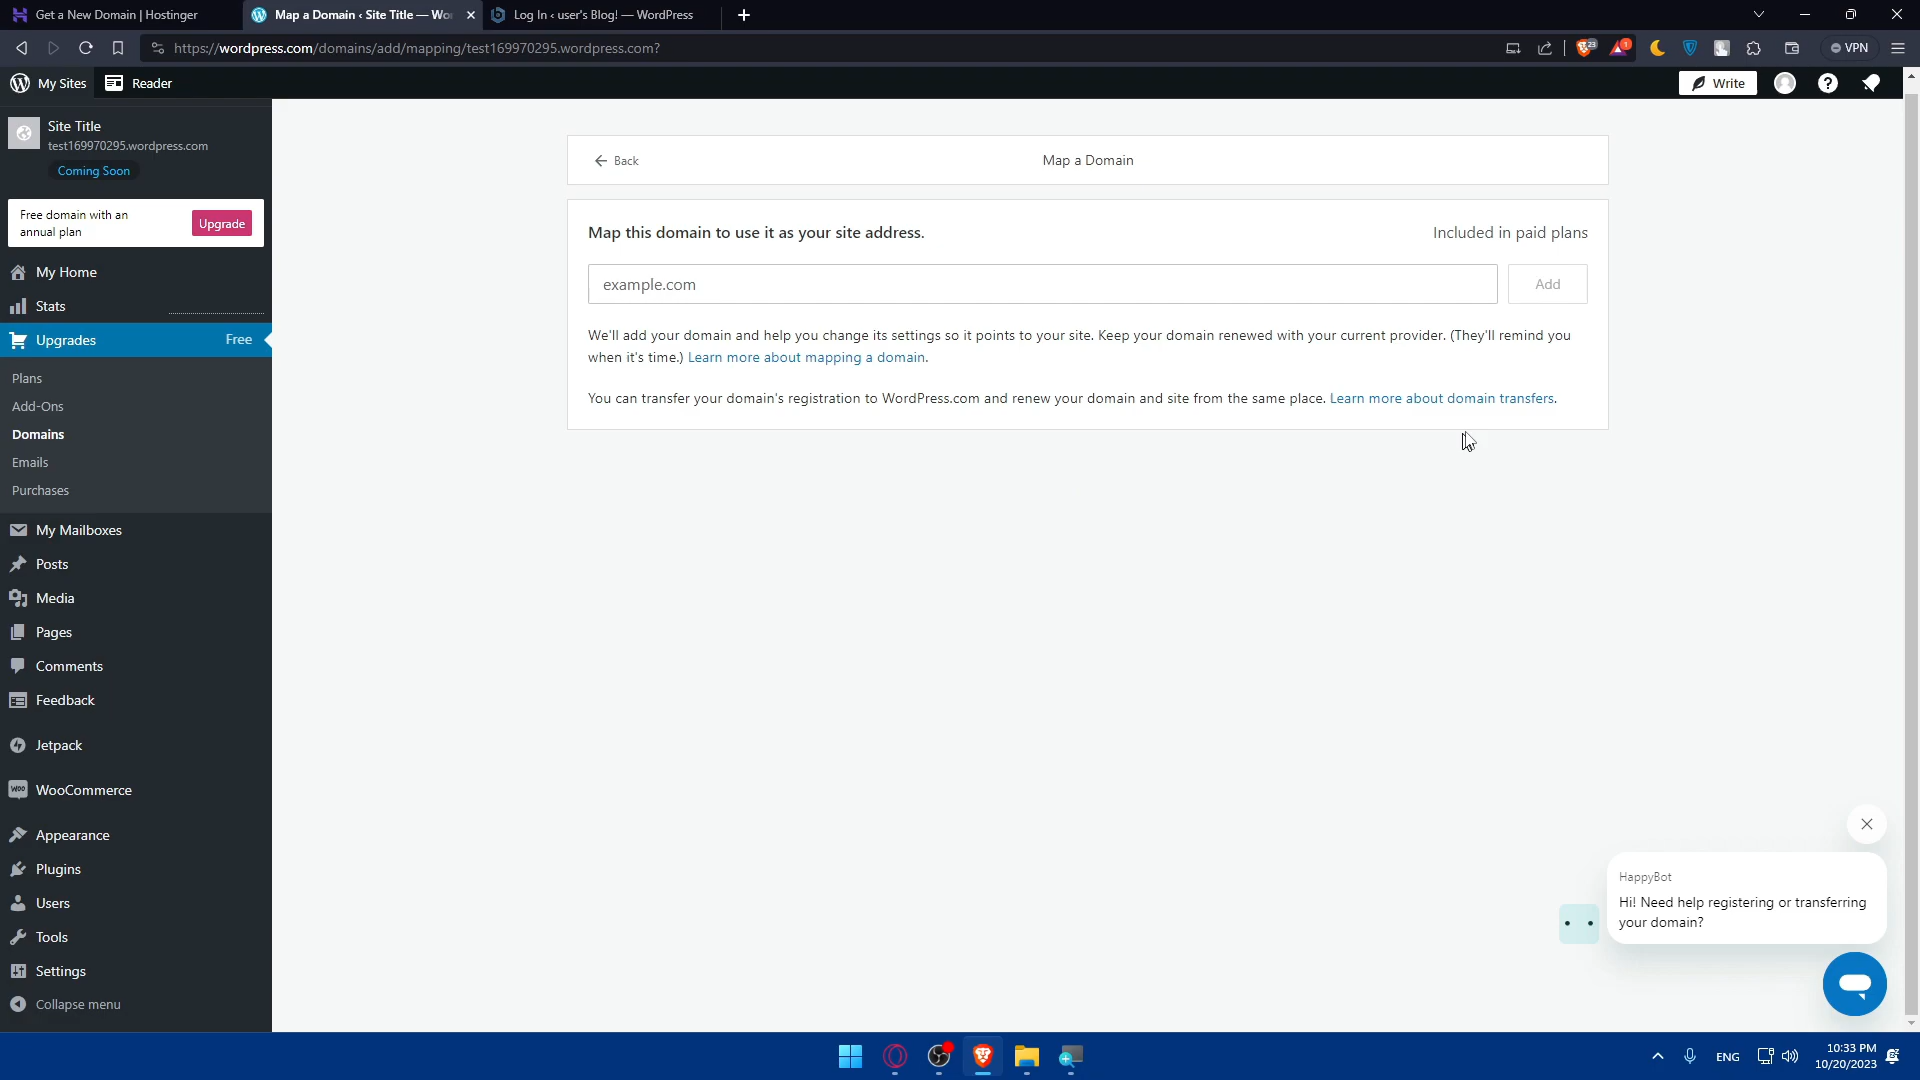 Get a New Domain | Hostinger
Map a Domain ‹ Site Title — Wo
Log In ‹ user's Blog! — WordPress
https://wordpress.com/domains/add/mapping/test169970295.wordpress.com?
23
1
VPN
My Sites
Reader
Write
Site Title
test169970295.wordpress.com
Coming Soon
Free domain with an
annual plan
Upgrade
My Home
Stats
Upgrades
Free
Plans
Add-Ons
Domains
Emails
Purchases
My Mailboxes
Posts
Media
Pages
Comments
Feedback
Jetpack
WooCommerce
Appearance
Plugins
Users
Tools
Settings
Collapse menu
Back
Map a Domain
Map this domain to use it as your site address.
Included in paid plans
example.com
Add
We'll add your domain and help you change its settings so it points to your site. Keep your domain renewed with your current provider. (They'll remind you
when it's time.) Learn more about mapping a domain.
You can transfer your domain's registration to WordPress.com and renew your domain and site from the same place. Learn more about domain transfers.
HappyBot
Hi! Need help registering or transferring
your domain?
ENG
10:33 PM
10/20/2023